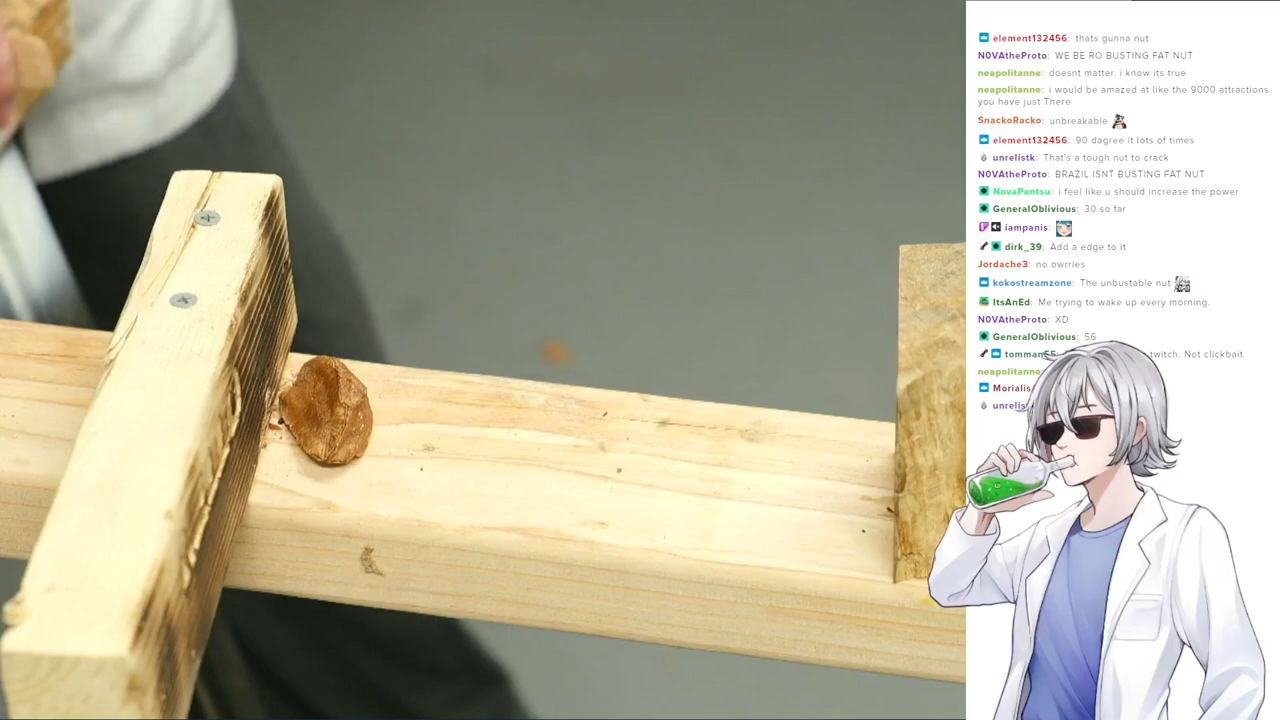 element132456: thats gunna nut
N0VAtheProto: WE BE RO BUSTING FAT NUT
neapolitanne: doesnt matter. i know its true
neapolitanne: i would be amazed at like the 9000 attractions
you have just There
SnackoRacko: unbreakable
element132456: 90 dagree it lots of times
unrelistk: That's a tough nut to crack
N0VAtheProto: BRAZIL ISNT BUSTING FAT NUT
NovaPantsu: i feel like u should increase the power
GeneralOblivious: 30 so far
iampanis:
dirk_39: Add a edge to it
Jordache3: no owrries
kokostreamzone: The unbustable nut
ItsAnEd: Me trying to wake up every morning.
N0VAtheProto: XD
GeneralOblivious: 56
twitch. Not clickbait
neapolitanne